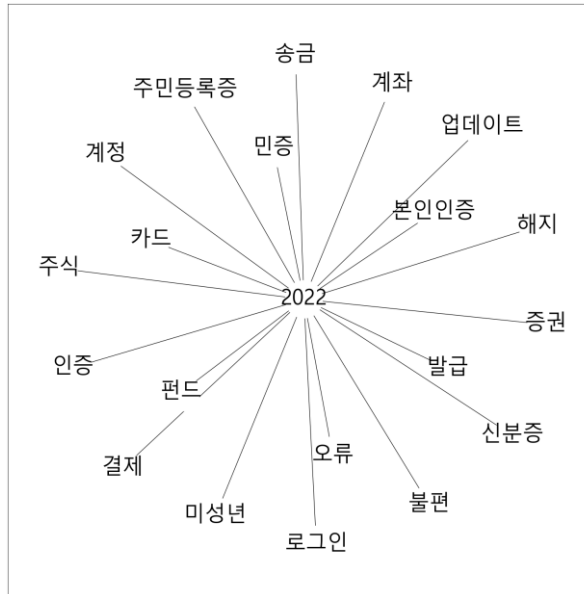 송금
계좌
주민등록증
업데이트
민증
계정
본인인증
해지
카드
주식
2022
증권
인증
발급
펀드
신분증
오류
결제
불편
미성년
로그인